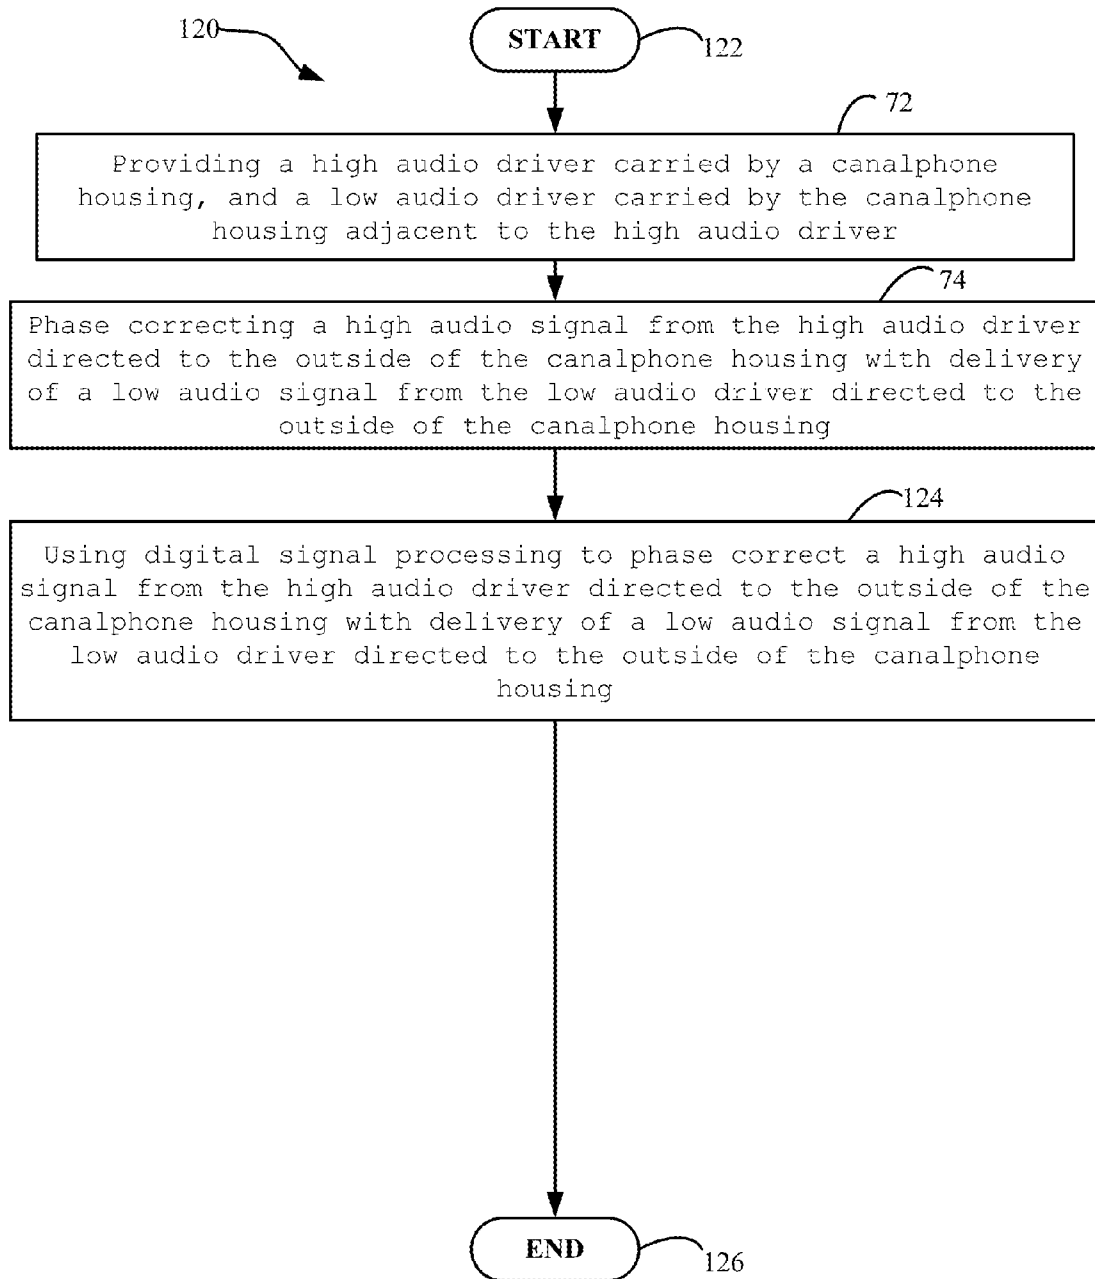 120
START
122
72
Providing a high audio driver carried by a canalphone
housing, and a low audio driver carried by the canalphone
housing adjacent to the high audio driver
74
Phase correcting a high audio signal from the high audio driver
directed to the outside of the canalphone housing with delivery
of a low audio signal from the low audio driver directed to the
outside of the canalphone housing
124
Using digital signal processing to phase correct a high audio
signal from the high audio driver directed to the outside of the
canalphone housing with delivery of a low audio signal from the
low audio driver directed to the outside of the canalphone
housing
END
126